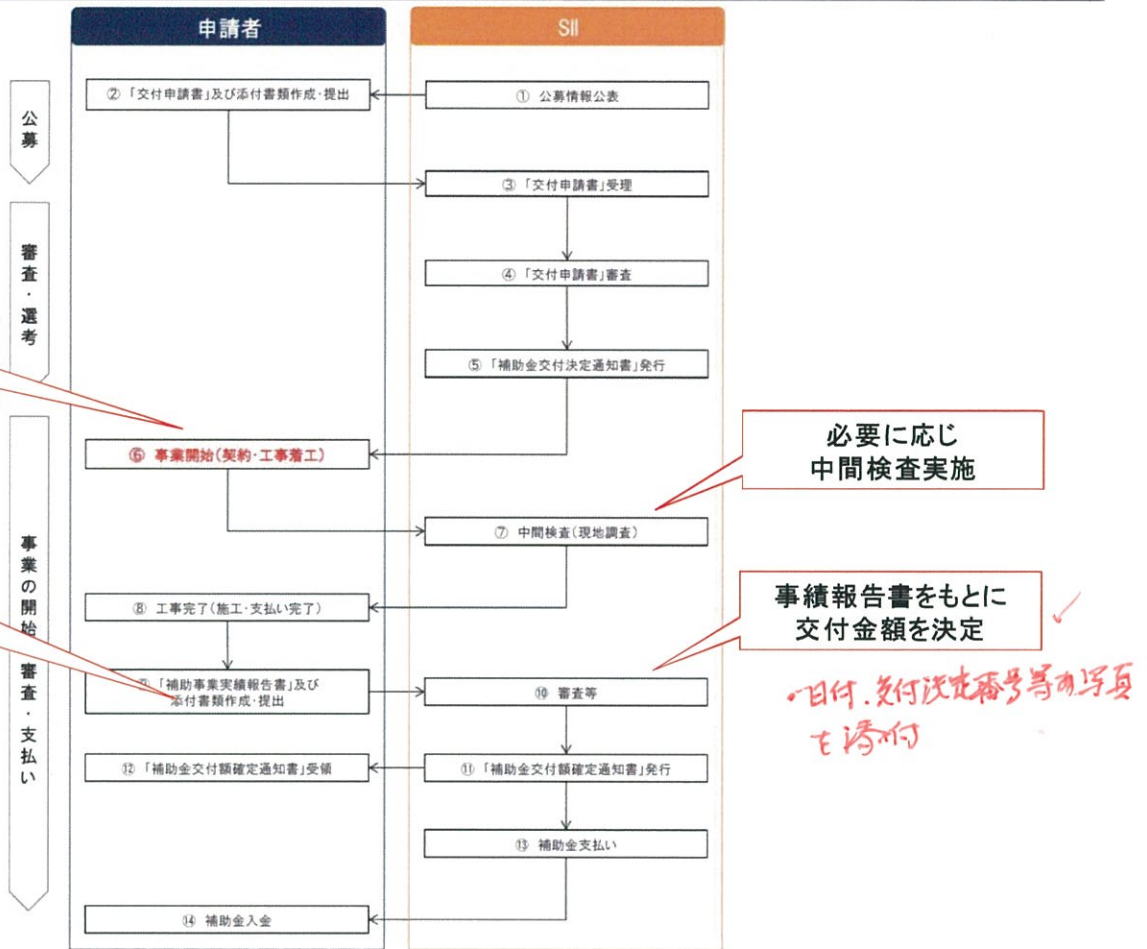 申請者
SII
公募
審査・選考
事業の開始 審査・支払い
① 公募情報公表
② 「交付申請書」及び添付書類作成・提出
③ 「交付申請書」受理
④ 「交付申請書」審査
⑤ 「補助金交付決定通知書」発行
⑥ 事業開始(契約・工事着工)
必要に応じ
中間検査実施
⑦ 中間検査(現地調査)
⑧ 工事完了(施工・支払い完了)
事績報告書をもとに
交付金額を決定
「補助事業実績報告書」及び
添付書類作成・提出
⑩ 審査等
・日付、交付決定番号等の写真
を添付
⑪ 「補助金交付額確定通知書」発行
⑫ 「補助金交付額確定通知書」受領
⑬ 補助金支払い
⑭ 補助金入金